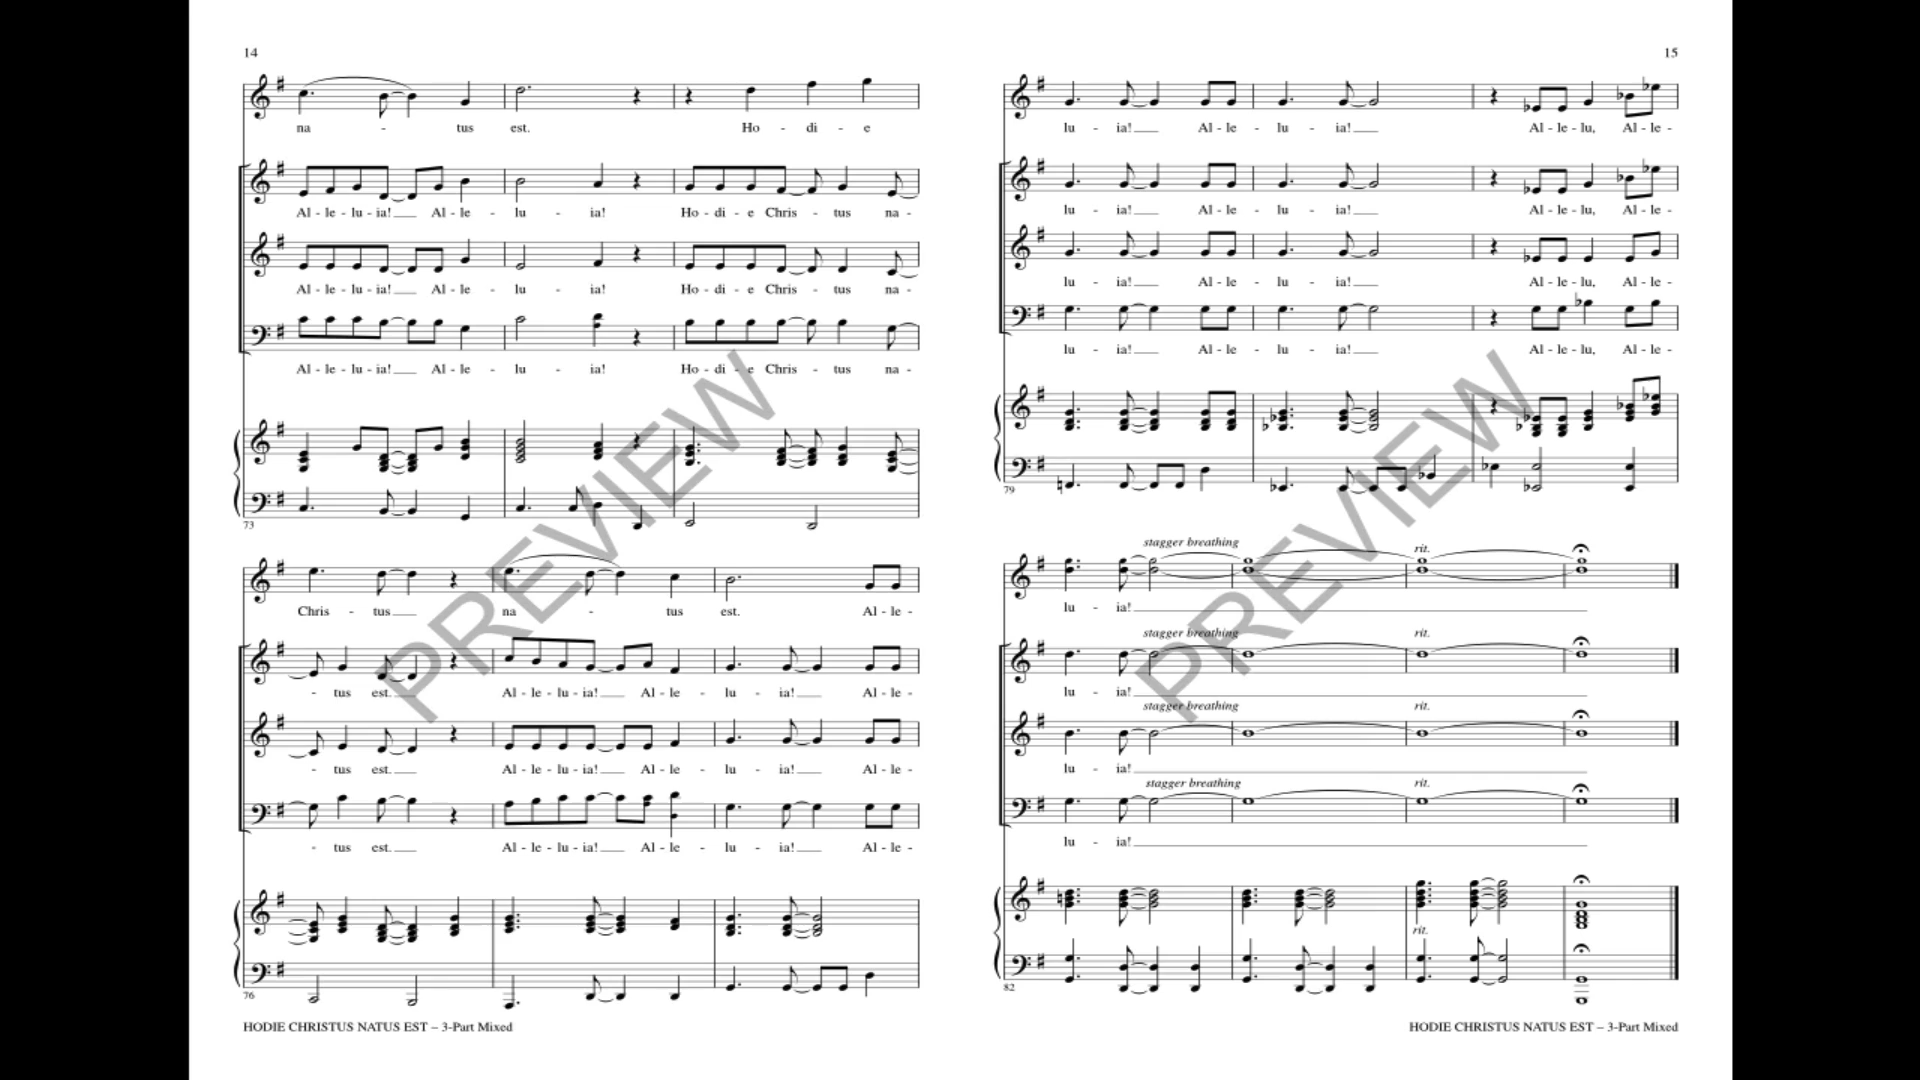 14
na - tus est. Ho - di - e
Al - le - lu - ia! Al - le - lu - ia! Ho - di - e Chris - tus na -
Al - le - lu - ia! Al - le - lu - ia! Ho - di - e Chris - tus na -
Al - le - lu - ia! Al - le - lu - ia! Ho - di - e Chris - tus na -
73
Chris - tus na - tus est. Al - le -
- tus est. Al - le - lu - ia! Al - le - lu - ia! Al - le -
- tus est. Al - le - lu - ia! Al - le - lu - ia! Al - le -
- tus est. Al - le - lu - ia! Al - le - lu - ia! Al - le -
76
HODIE CHRISTUS NATUS EST – 3-Part Mixed
PREVIEW
15
lu - ia! Al - le - lu - ia! Al - le - lu, Al - le -
lu - ia! Al - le - lu - ia! Al - le - lu, Al - le -
lu - ia! Al - le - lu - ia! Al - le - lu, Al - le -
lu - ia! Al - le - lu - ia! Al - le - lu, Al - le -
79
stagger breathing rit.
lu - ia!
stagger breathing rit.
lu - ia!
stagger breathing rit.
lu - ia!
stagger breathing rit.
lu - ia!
rit.
82
HODIE CHRISTUS NATUS EST – 3-Part Mixed
PREVIEW